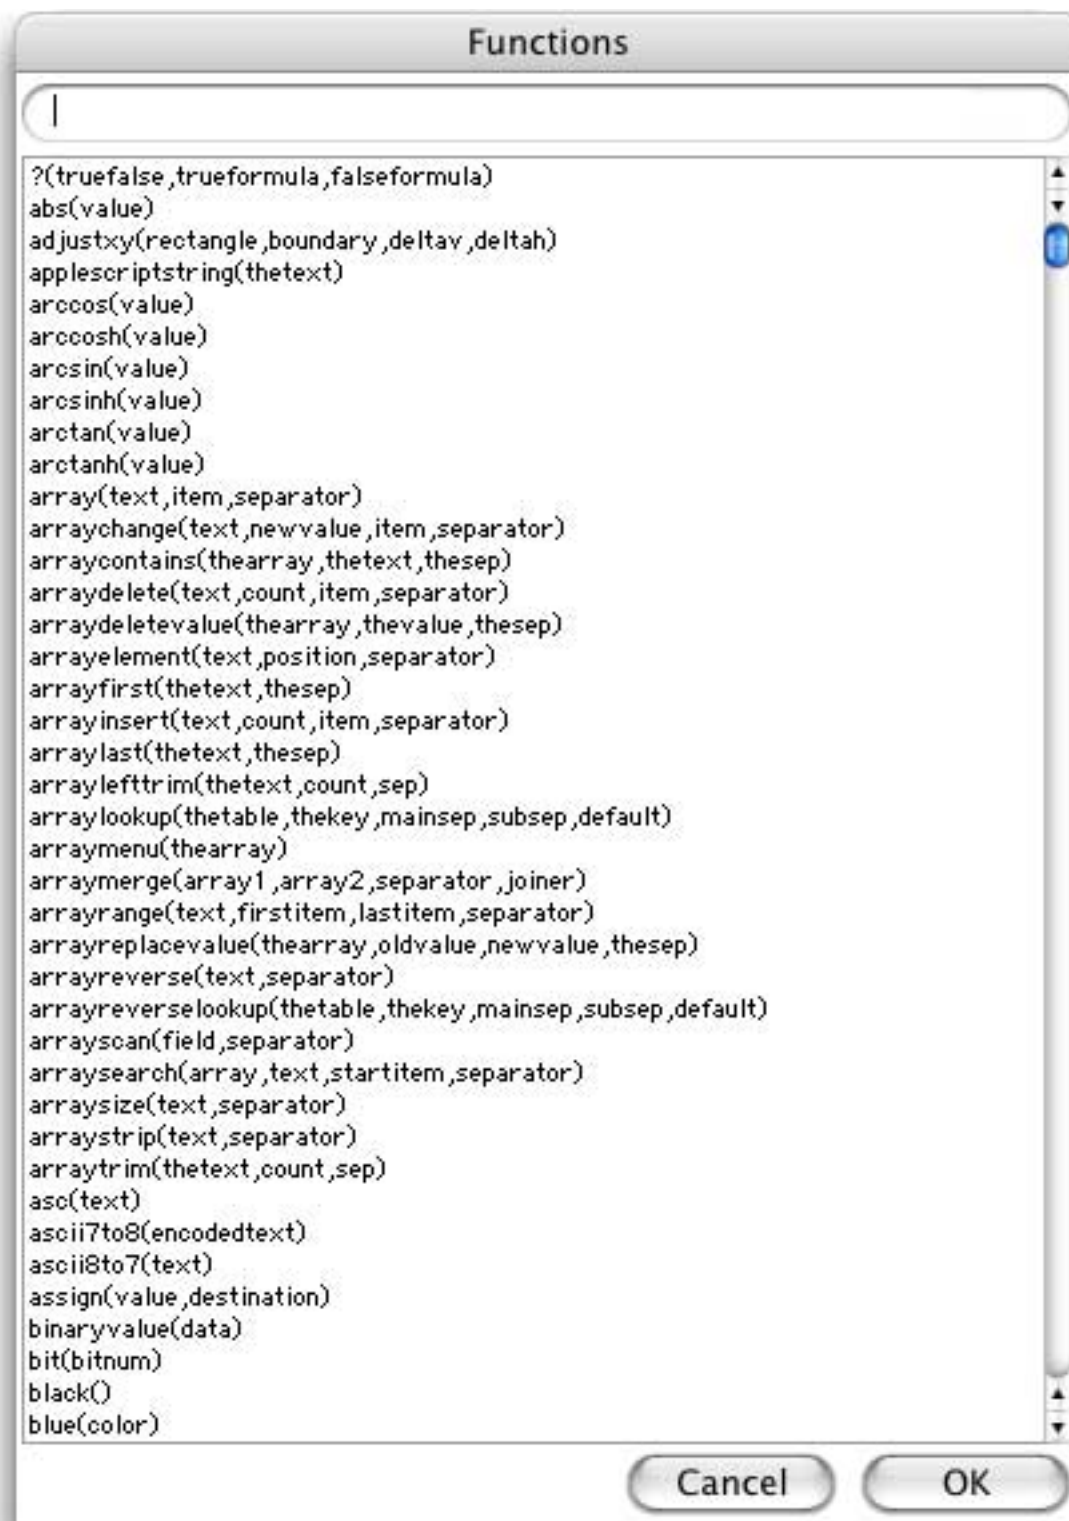 Functions
?(truefalse,trueformula,falseformula)
abs(value)
adjustxy(rectangle,boundary,deltav,deltah)
applescriptstring(thetext)
arccos(value)
arccosh(value)
arcsin(value)
arcsinh(value)
arctan(value)
arctanh(value)
array(text,item,separator)
arraychange(text,newvalue,item,separator)
arraycontains(thearray,thetext,thesep)
arraydelete(text,count,item,separator)
arraydeletevalue(thearray,thevalue,thesep)
arrayelement(text,position,separator)
arrayfirst(thetext,thesep)
arrayinsert(text,count,item,separator)
arraylast(thetext,thesep)
arraylefttrim(thetext,count,sep)
arraylookup(thetable,thekey,mainsep,subsep,default)
arraymenu(thearray)
arraymerge(array1,array2,separator,joiner)
arrayrange(text,firstitem,lastitem,separator)
arrayreplacevalue(thearray,oldvalue,newvalue,thesep)
arrayreverse(text,separator)
arrayreverselookup(thetable,thekey,mainsep,subsep,default)
arrayscan(field,separator)
arraysearch(array,text,startitem,separator)
arraysize(text,separator)
arraystrip(text,separator)
arraytrim(thetext,count,sep)
asc(text)
ascii7to8(encodedtext)
ascii8to7(text)
assign(value,destination)
binaryvalue(data)
bit(bitnum)
black()
blue(color)
Cancel OK